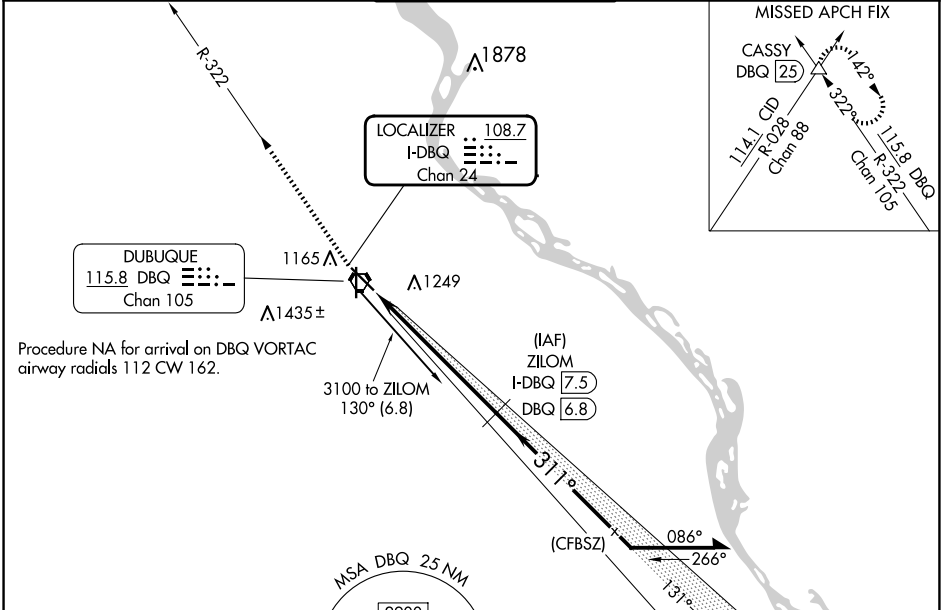 MISSED APCH FIX
CASSY
DBQ 25
142°
322°
114.1 CID
R-028
Chan 88
115.8 DBQ
R-322
Chan 105
R-322
1878
LOCALIZER 108.7
I-DBQ
Chan 24
DUBUQUE
115.8 DBQ
Chan 105
1165
1249
1435±
Procedure NA for arrival on DBQ VORTAC
airway radials 112 CW 162.
3100 to ZILOM
130° (6.8)
(IAF)
ZILOM
I-DBQ 7.5
DBQ 6.8
311°
(CFBSZ)
086°
266°
131°
MSA DBQ 25 NM